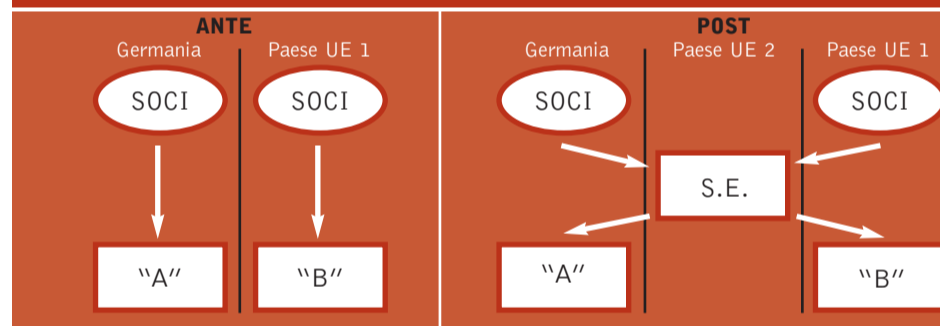 ANTE
Germania
Paese UE 1
SOCI
SOCI
"A"
"B"
POST
Germania
Paese UE 2
Paese UE 1
SOCI
SOCI
S.E.
"A"
"B"